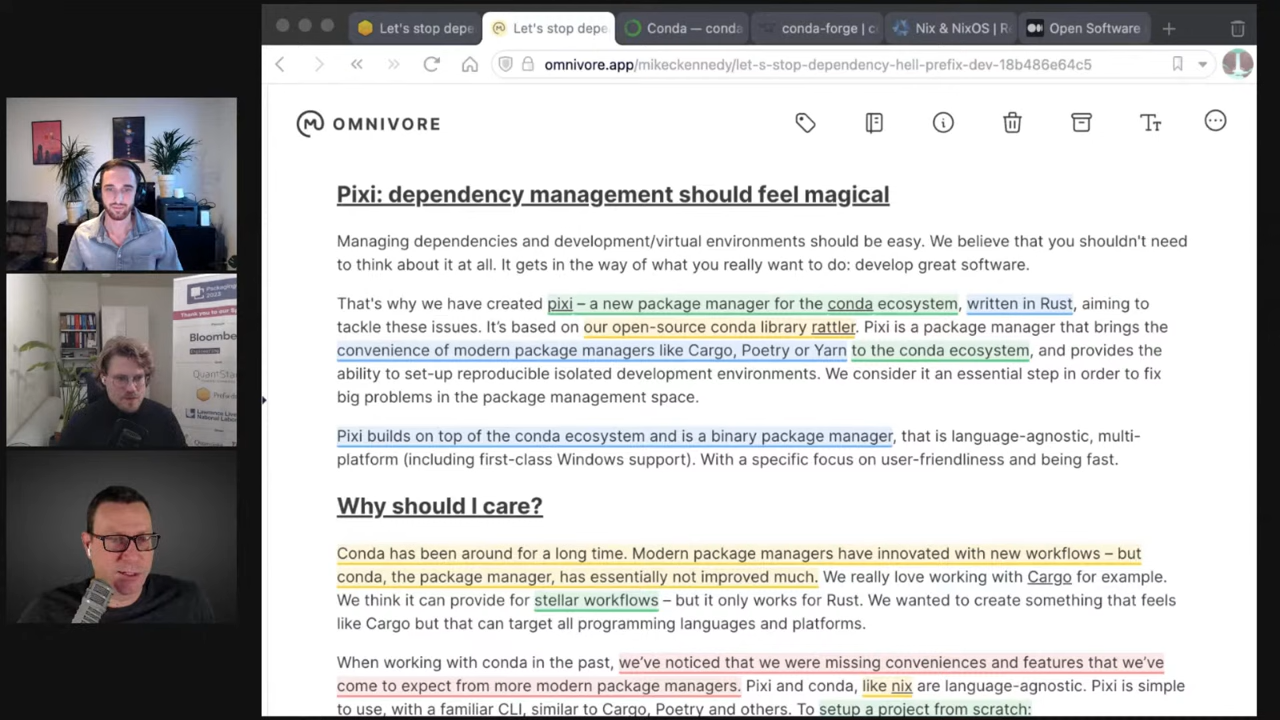 Let's stop depe
Let's stop depe
Conda — conda
conda-forge | c
Nix & NixOS | R
Open Software
omnivore.app/mikeckennedy/let-s-stop-dependency-hell-prefix-dev-18b486e64c5
OMNIVORE
Pixi: dependency management should feel magical
Managing dependencies and development/virtual environments should be easy. We believe that you shouldn't need
to think about it at all. It gets in the way of what you really want to do: develop great software.
That's why we have created pixi – a new package manager for the conda ecosystem, written in Rust, aiming to
tackle these issues. It’s based on our open-source conda library rattler. Pixi is a package manager that brings the
convenience of modern package managers like Cargo, Poetry or Yarn to the conda ecosystem, and provides the
ability to set-up reproducible isolated development environments. We consider it an essential step in order to fix
big problems in the package management space.
Pixi builds on top of the conda ecosystem and is a binary package manager, that is language-agnostic, multi-
platform (including first-class Windows support). With a specific focus on user-friendliness and being fast.
Why should I care?
Conda has been around for a long time. Modern package managers have innovated with new workflows – but
conda, the package manager, has essentially not improved much. We really love working with Cargo for example.
We think it can provide for stellar workflows – but it only works for Rust. We wanted to create something that feels
like Cargo but that can target all programming languages and platforms.
When working with conda in the past, we’ve noticed that we were missing conveniences and features that we’ve
come to expect from more modern package managers. Pixi and conda, like nix are language-agnostic. Pixi is simple
to use, with a familiar CLI, similar to Cargo, Poetry and others. To setup a project from scratch:
Bloomber
QuanSta
Prefix.de
Lawrence Liver
National Labor